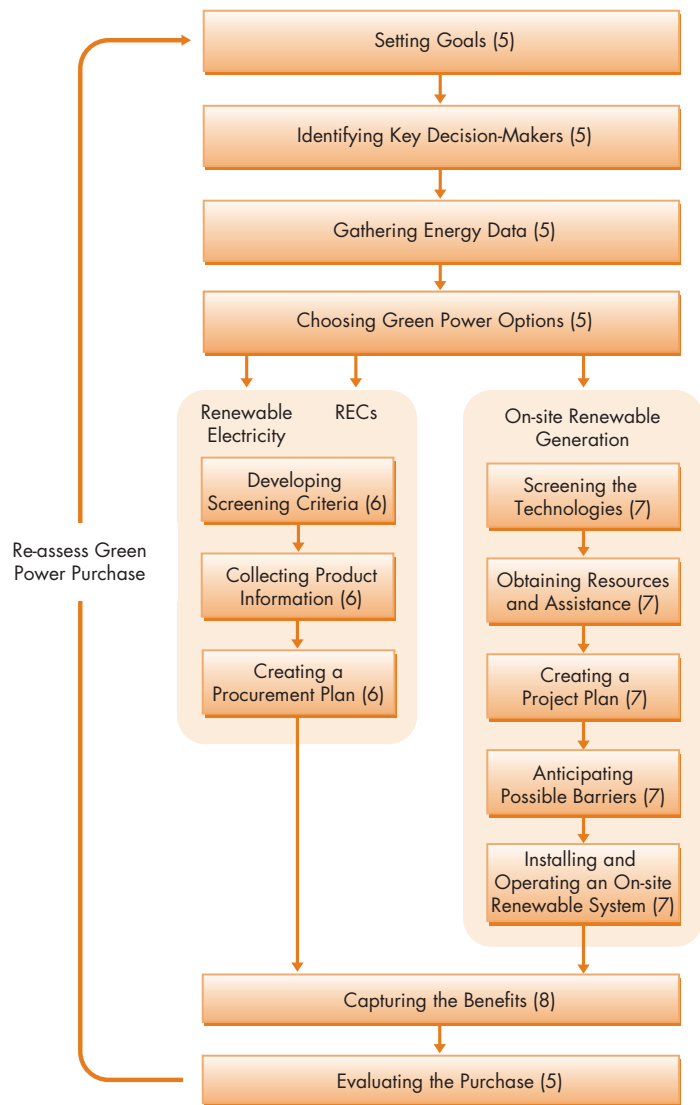 Setting Goals (5)
Identifying Key Decision-Makers (5)
Gathering Energy Data (5)
Choosing Green Power Options (5)
Renewable
Electricity
RECs
Developing
Screening Criteria (6)
Collecting Product
Information (6)
Creating a
Procurement Plan (6)
On-site Renewable
Generation
Screening the
Technologies (7)
Obtaining Resources
and Assistance (7)
Creating a
Project Plan (7)
Anticipating
Possible Barriers (7)
Installing and
Operating an On-site
Renewable System (7)
Capturing the Benefits (8)
Evaluating the Purchase (5)
Re-assess Green
Power Purchase